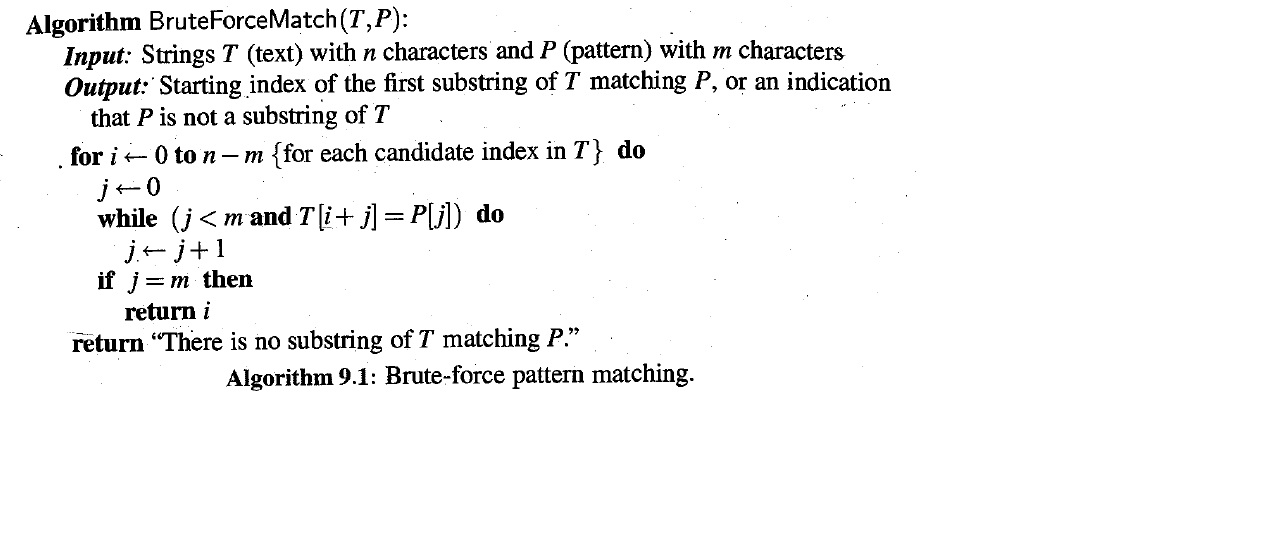 Algorithm BruteForceMatch(T,P):
Input: Strings T (text) with n characters and P (pattern) with m characters
Output: Starting index of the first substring of T matching P, or an indication
that P is not a substring of T
for i ← 0 to n – m {for each candidate index in T} do
j ← 0
while (j < m and T[i + j] = P[j]) do
j ← j + 1
if j = m then
return i
return “There is no substring of T matching P.”
Algorithm 9.1: Brute-force pattern matching.